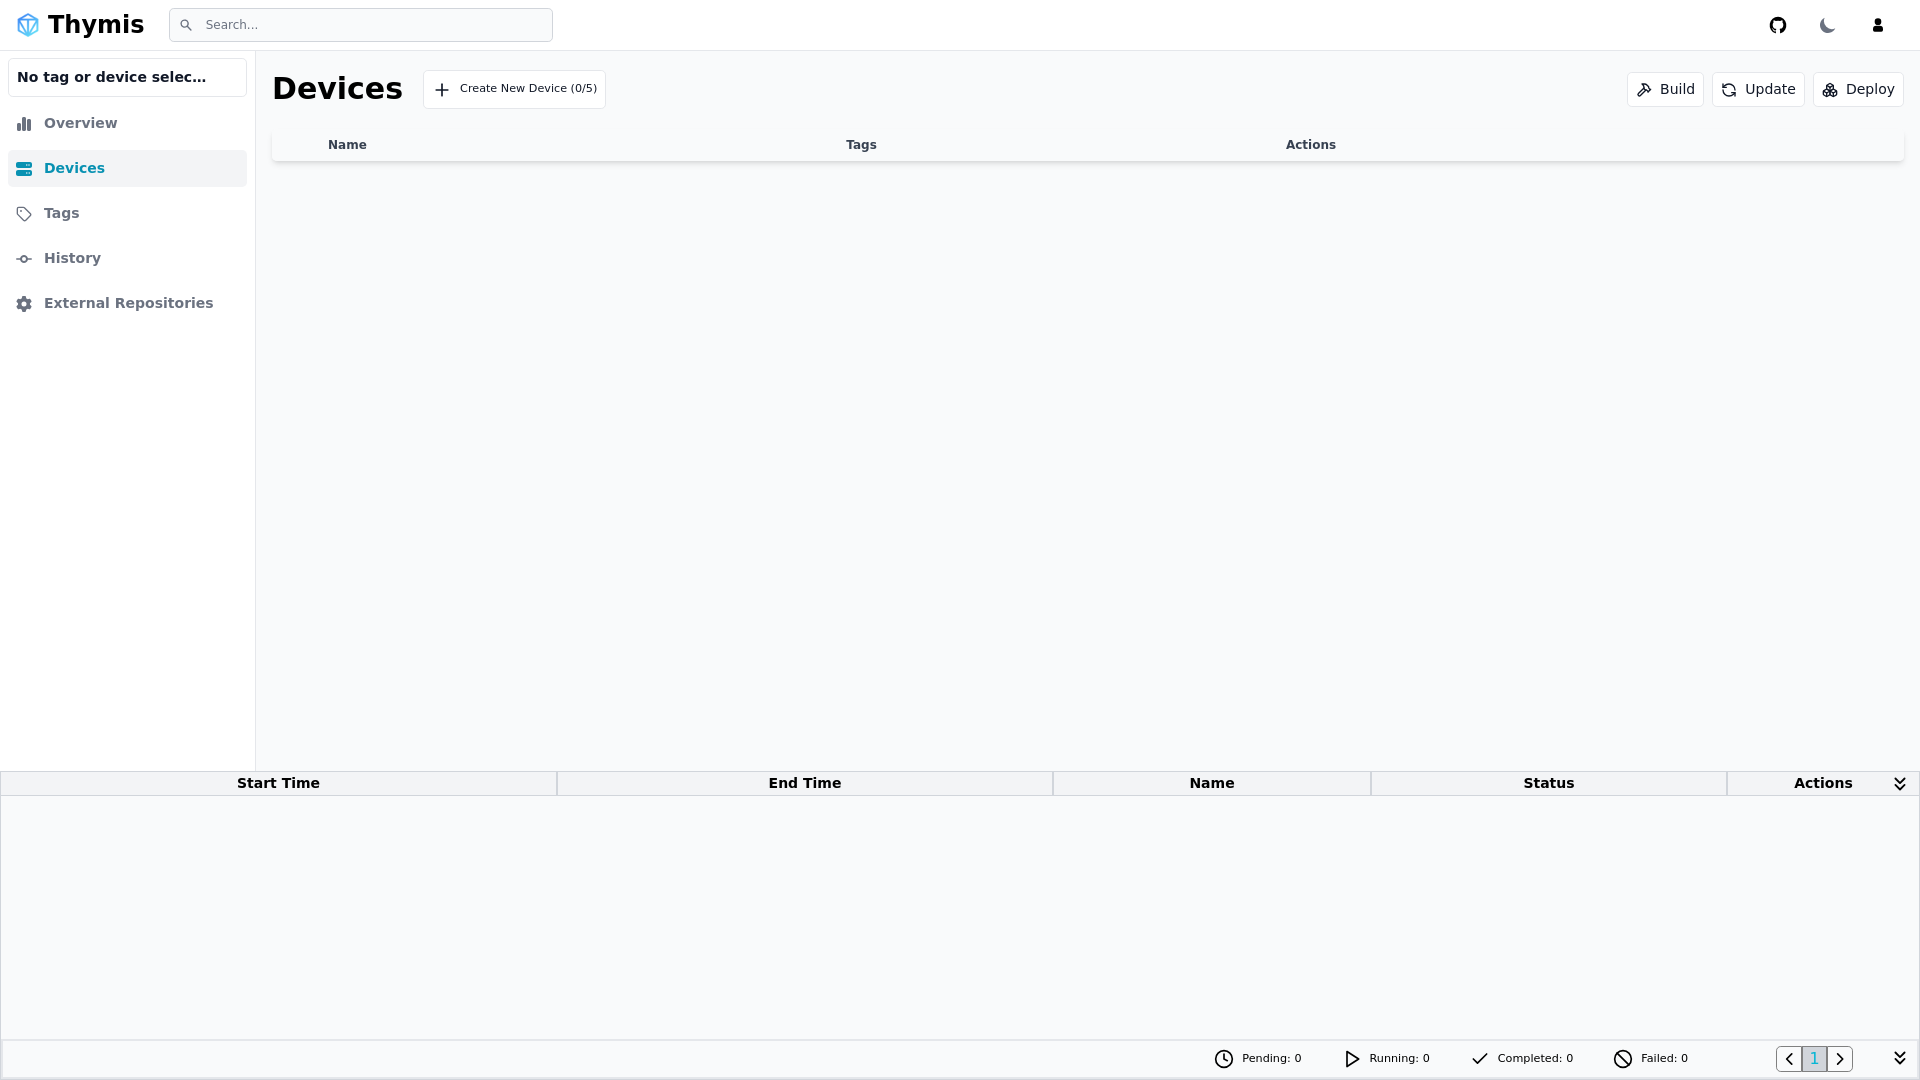 Thymis
Search...
No tag or device selec...
Overview
Devices
Tags
History
External Repositories
Devices
Create New Device (0/5)
Build
Update
Deploy
Name
Tags
Actions
Start Time
End Time
Name
Status
Actions
Pending: 0
Running: 0
Completed: 0
Failed: 0
1